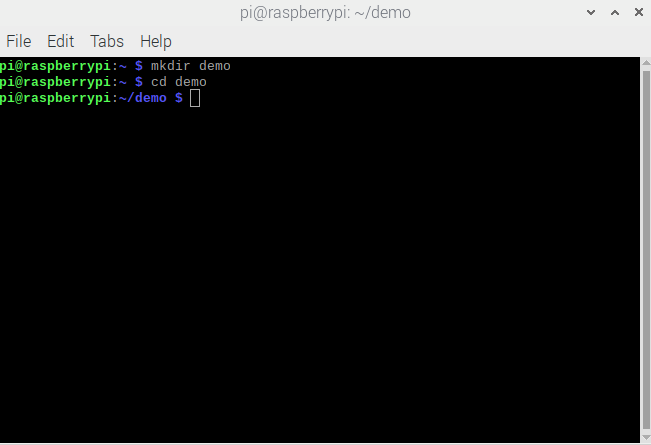 pi@raspberrypi: ~/demo
File Edit Tabs Help
pi@raspberrypi:~ $ mkdir demo
pi@raspberrypi:~ $ cd demo
pi@raspberrypi:~/demo $